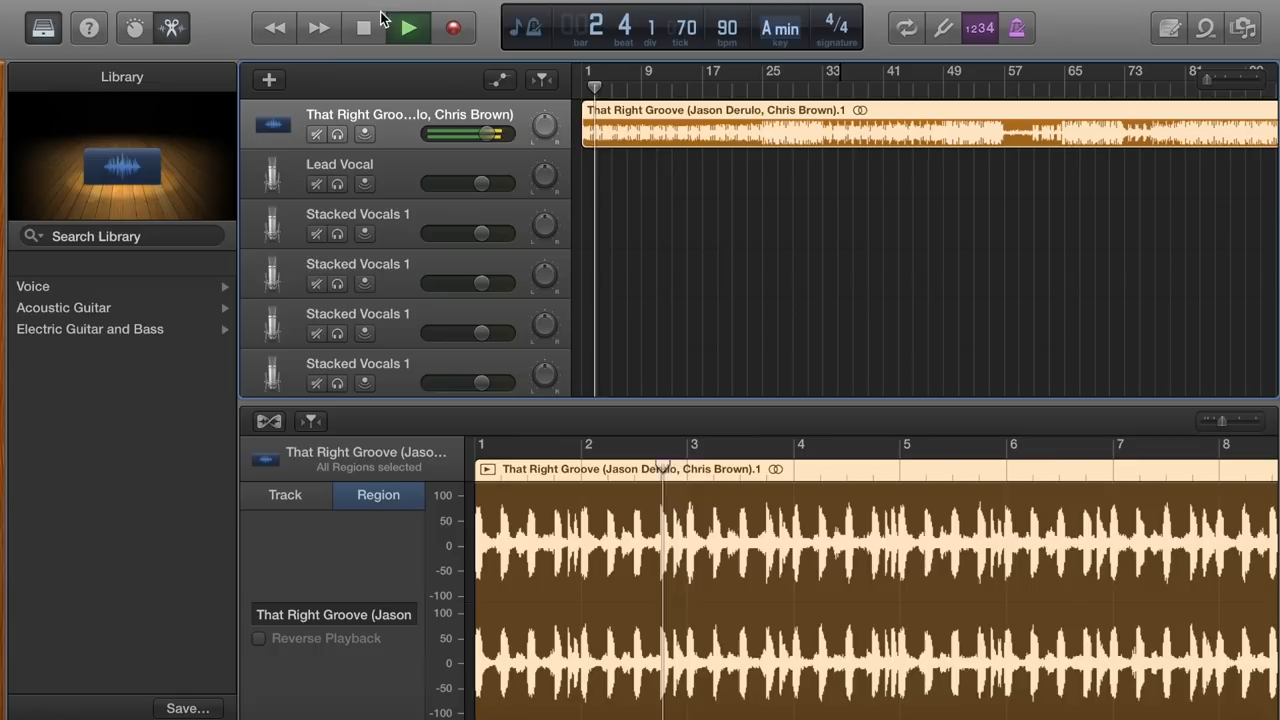 2 4 1 70 90 A min 4/4
bar beat div tick bpm key signature
1234
Library
1 9 17 25 33 41 49 57 65 73 81
That Right Groo...lo, Chris Brown)
That Right Groove (Jason Derulo, Chris Brown).1
L R
Lead Vocal
L R
Stacked Vocals 1
L R
Search Library
Stacked Vocals 1
L R
Voice
Acoustic Guitar
Stacked Vocals 1
Electric Guitar and Bass
L R
Stacked Vocals 1
L R
1 2 3 4 5 6 7 8
That Right Groove (Jaso...
All Regions selected
That Right Groove (Jason Derulo, Chris Brown).1
Track Region
100
50
0
-50
-100
100
That Right Groove (Jason
50
Reverse Playback
0
-50
-100
Save...